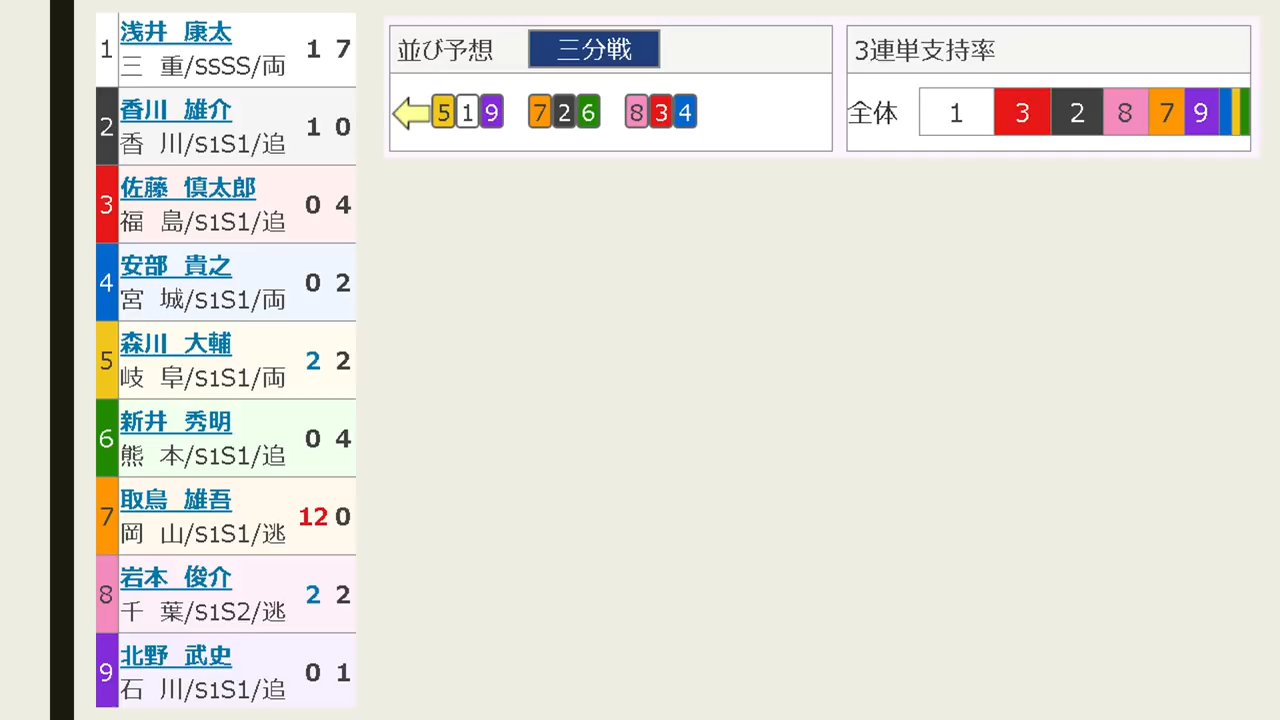 1 浅井 康太 1 7
三 重/SSSS/両
2 香川 雄介 1 0
香 川/S1S1/追
3 佐藤 慎太郎 0 4
福 島/S1S1/追
4 安部 貴之 0 2
宮 城/S1S1/両
5 森川 大輔 2 2
岐 阜/S1S1/両
6 新井 秀明 0 4
熊 本/S1S1/追
7 取鳥 雄吾 12 0
岡 山/S1S1/逃
8 岩本 俊介 2 2
千 葉/S1S2/逃
9 北野 武史 0 1
石 川/S1S1/追
並び予想 三分戦
5 1 9 7 2 6 8 3 4
3連単支持率
全体 1 3 2 8 7 9